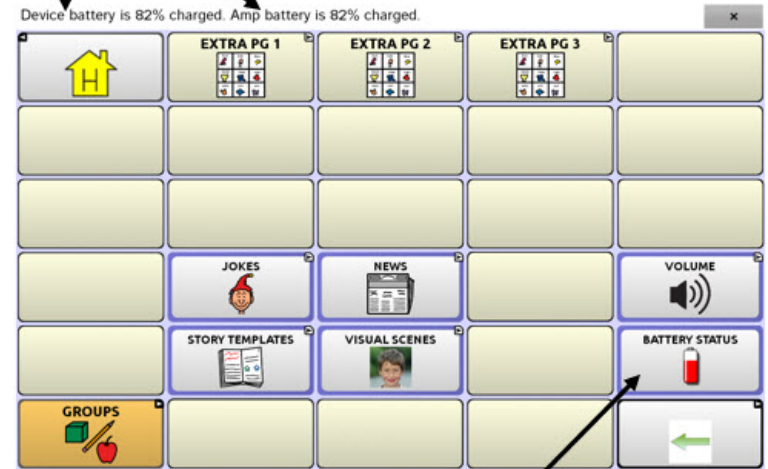 Device battery is 82% charged. Amp battery is 82% charged.
×
H
EXTRA PG 1
EXTRA PG 2
EXTRA PG 3
JOKES
NEWS
VOLUME
STORY TEMPLATES
VISUAL SCENES
BATTERY STATUS
GROUPS